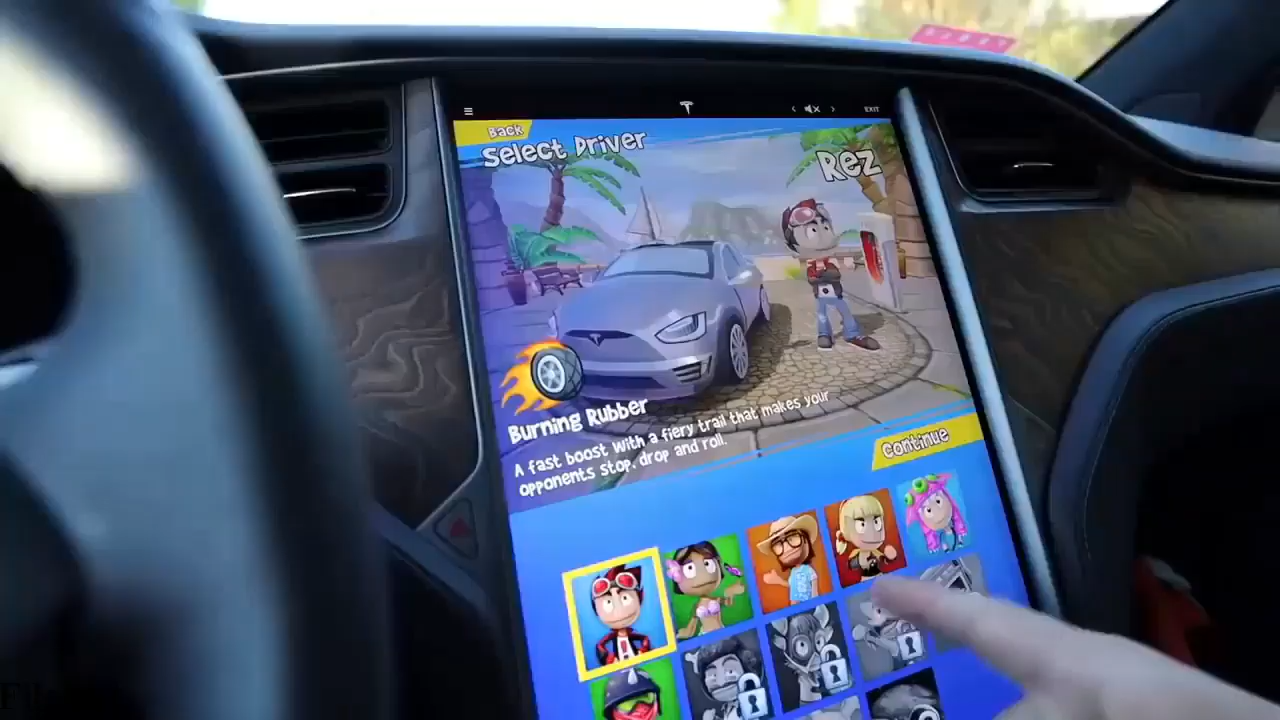 EXIT
Back
Select Driver
Rez
Burning Rubber
A fast boost with a fiery trail that makes your
opponents stop, drop and roll.
Continue